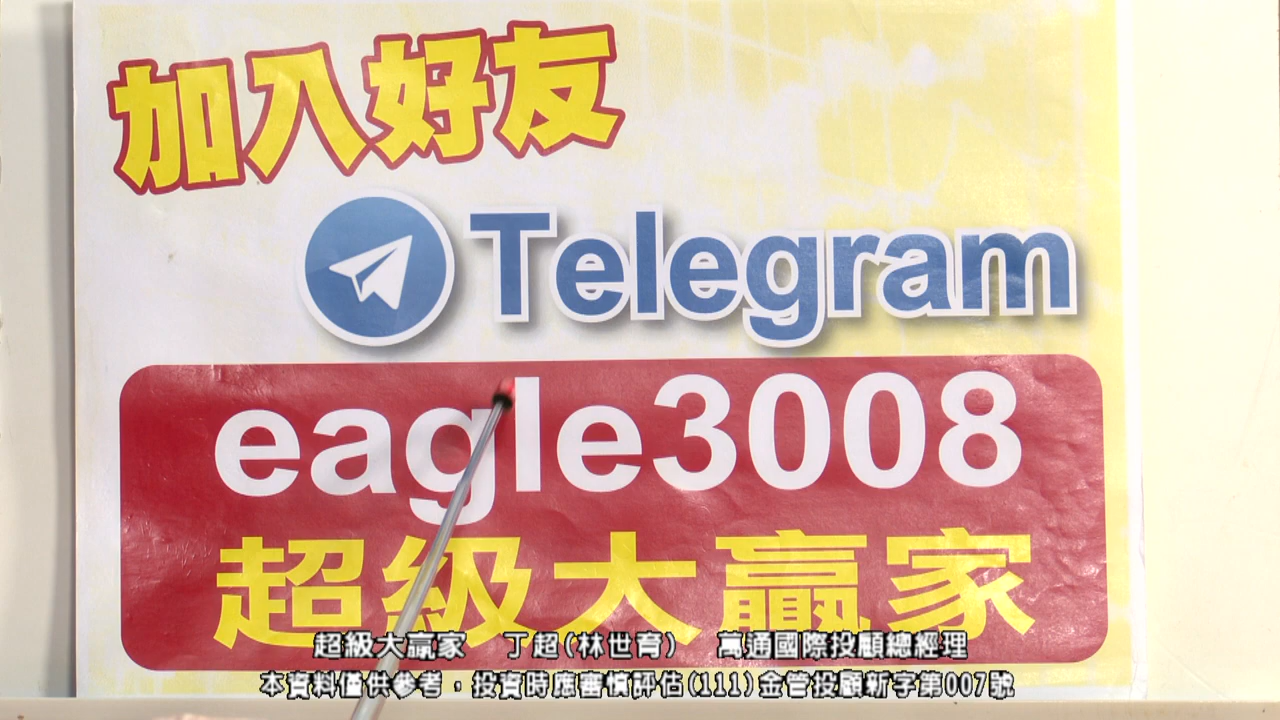 加入好友
Telegram
eagle3008
超級大贏家
超級大贏家 丁超(林世育) 萬通國際投顧總經理
本資料僅供參考，投資時應審慎評估(111)金管投顧新字第007號